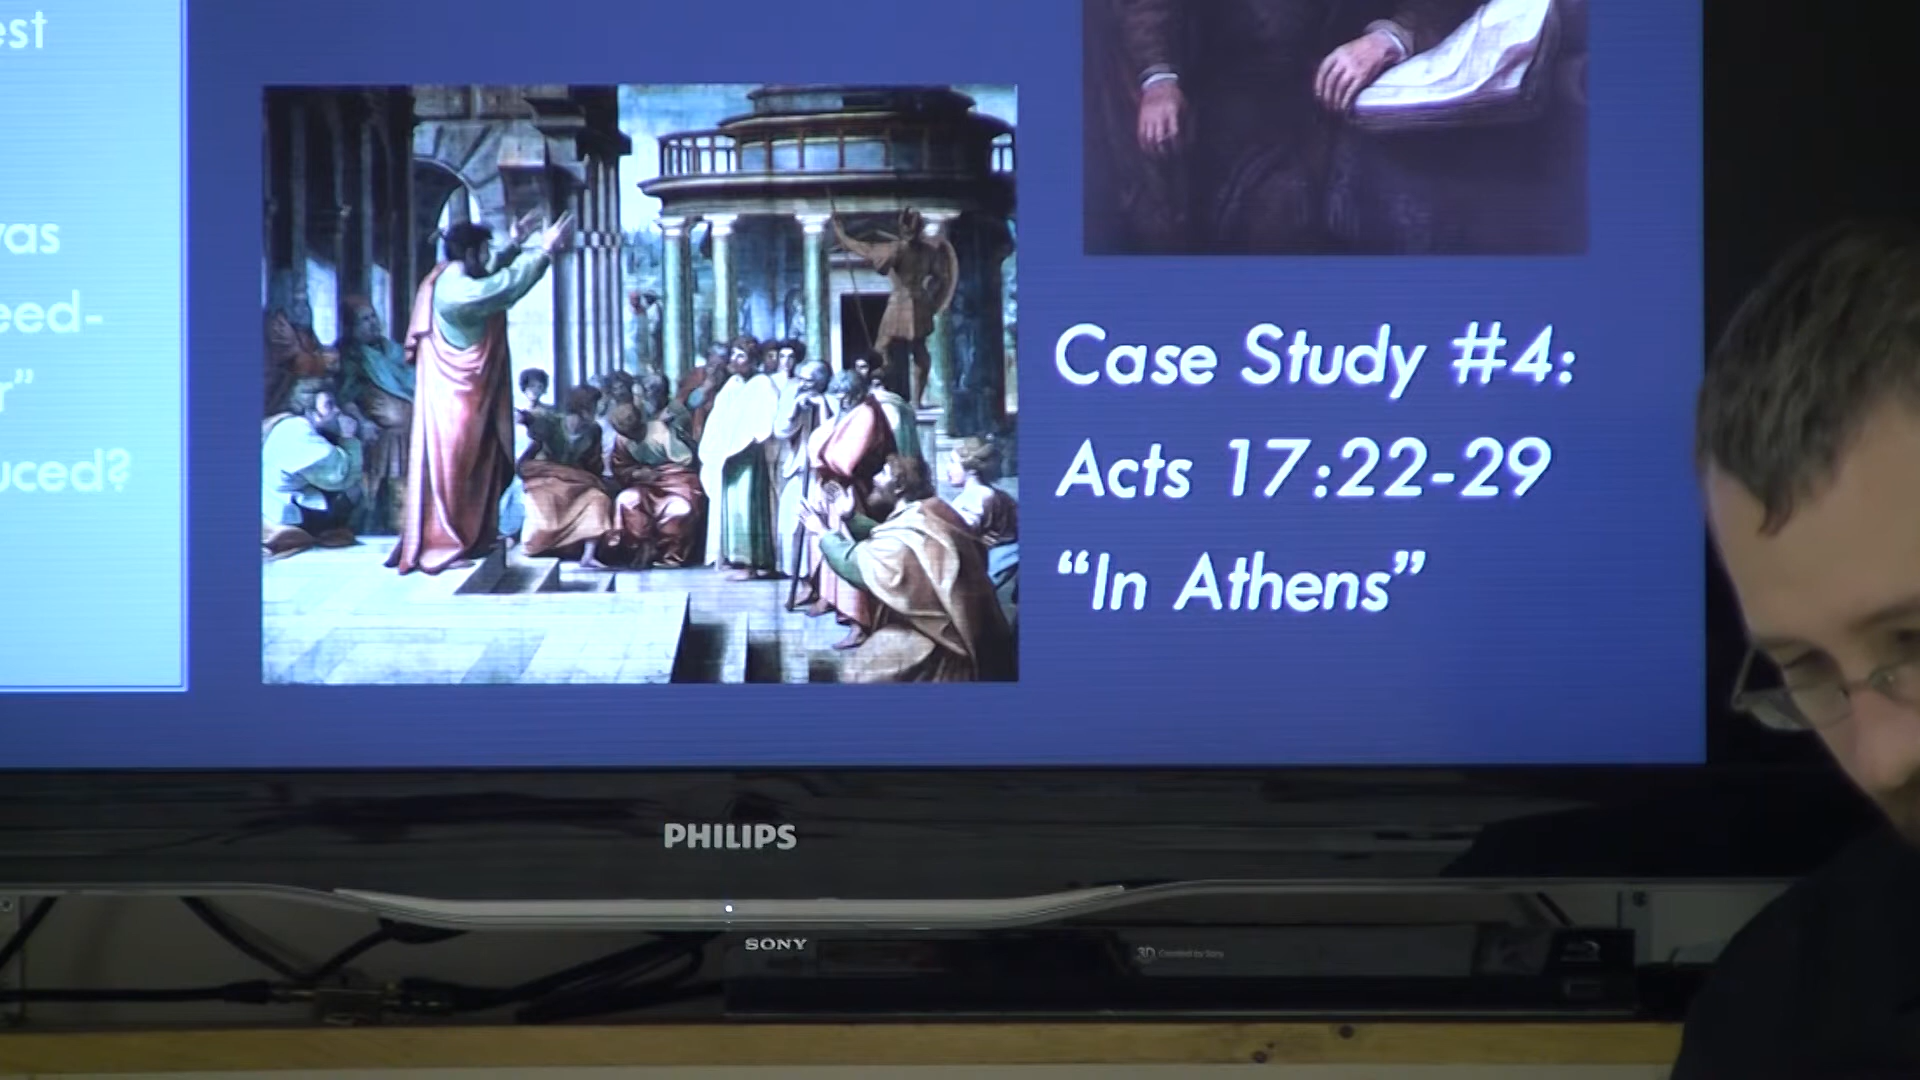 est
was
eed-
r”
uced?
Case Study #4:
Acts 17:22-29
“In Athens”
PHILIPS
SONY
3D Created by Sony